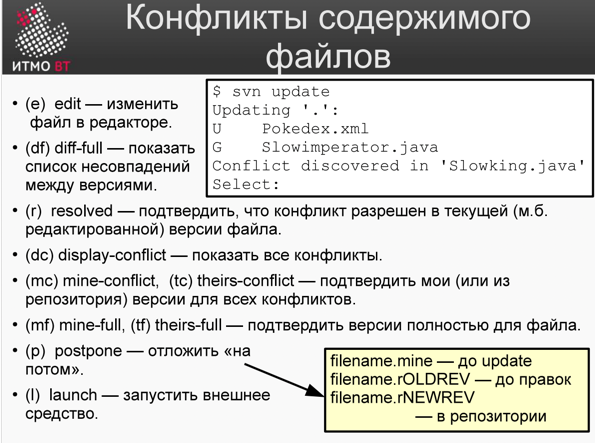 Конфликты содержимого
файлов
ИТМО ВТ
• (e) edit — изменить
файл в редакторе.
• (df) diff-full — показать
список несовпадений
между версиями.
$ svn update
Updating '.':
U    Pokedex.xml
G    Slowimperator.java
Conflict discovered in 'Slowking.java'
Select:
• (r) resolved — подтвердить, что конфликт разрешен в текущей (м.б.
редактированной) версии файла.
• (dc) display-conflict — показать все конфликты.
• (mc) mine-conflict, (tc) theirs-conflict — подтвердить мои (или из
репозитория) версии для всех конфликтов.
• (mf) mine-full, (tf) theirs-full — подтвердить версии полностью для файла.
• (p) postpone — отложить «на
потом».
• (l) launch — запустить внешнее
средство.
filename.mine — до update
filename.rOLDREV — до правок
filename.rNEWREV
— в репозитории